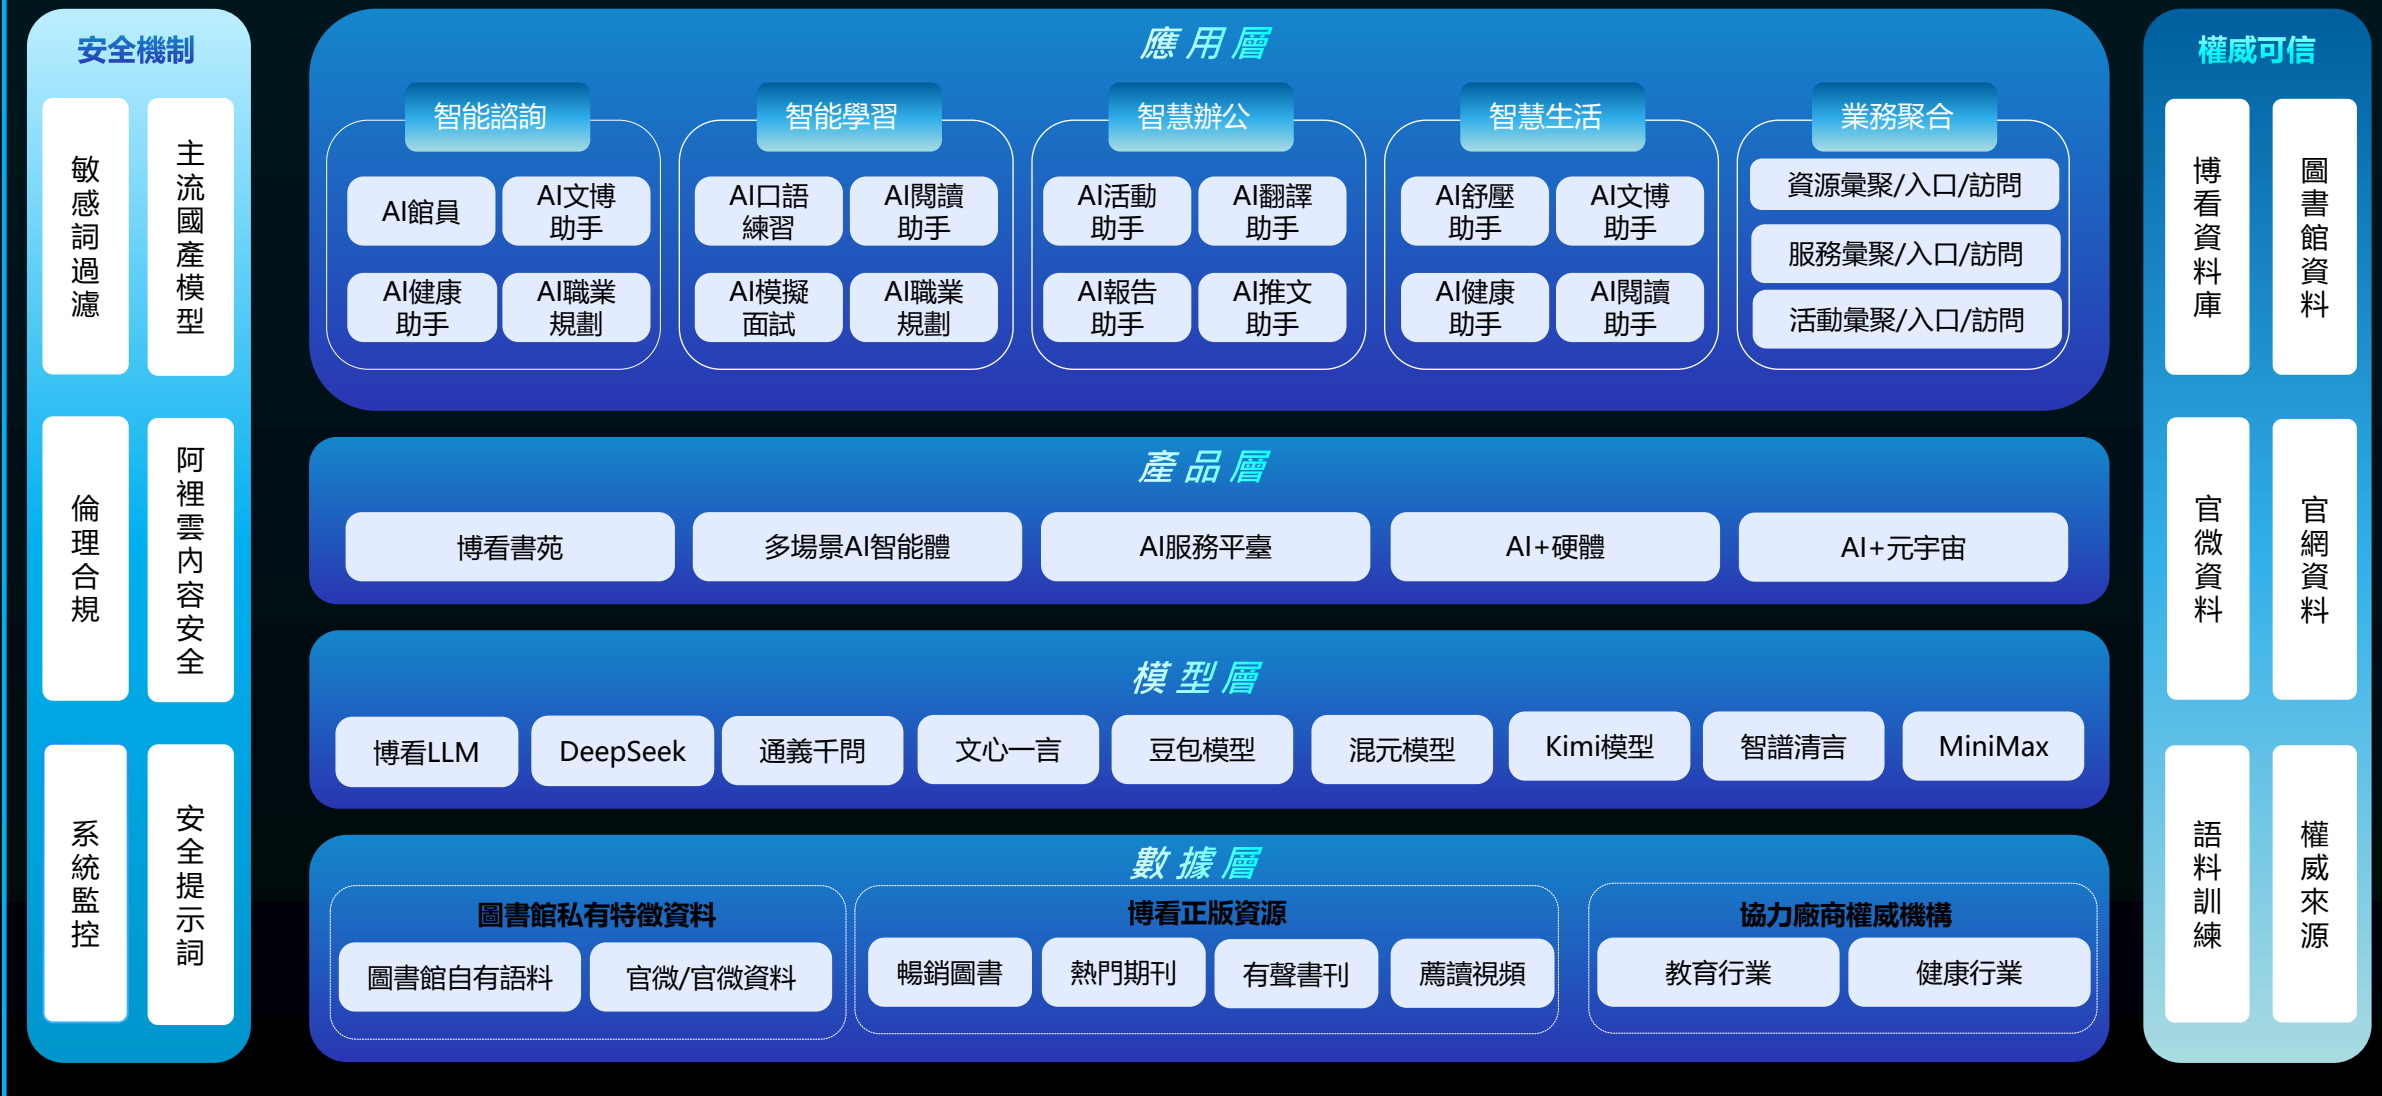 安全機制
敏感詞過濾
主流國產模型
倫理合規
阿裡雲內容安全
系統監控
安全提示詞
應用層
智能諮詢
AI館員
AI文博
助手
AI健康
助手
AI職業
規劃
智能學習
AI口語
練習
AI閱讀
助手
AI模擬
面試
AI職業
規劃
智慧辦公
AI活動
助手
AI翻譯
助手
AI報告
助手
AI推文
助手
智慧生活
AI舒壓
助手
AI文博
助手
AI健康
助手
AI閱讀
助手
業務聚合
資源彙聚/入口/訪問
服務彙聚/入口/訪問
活動彙聚/入口/訪問
產品層
博看書苑
多場景AI智能體
AI服務平臺
AI+硬體
AI+元宇宙
模型層
博看LLM
DeepSeek
通義千問
文心一言
豆包模型
混元模型
Kimi模型
智譜清言
MiniMax
數據層
圖書館私有特徵資料
圖書館自有語料
官微/官微資料
博看正版資源
暢銷圖書
熱門期刊
有聲書刊
薦讀視頻
協力廠商權威機構
教育行業
健康行業
權威可信
博看資料庫
圖書館資料
官微資料
官網資料
語料訓練
權威來源